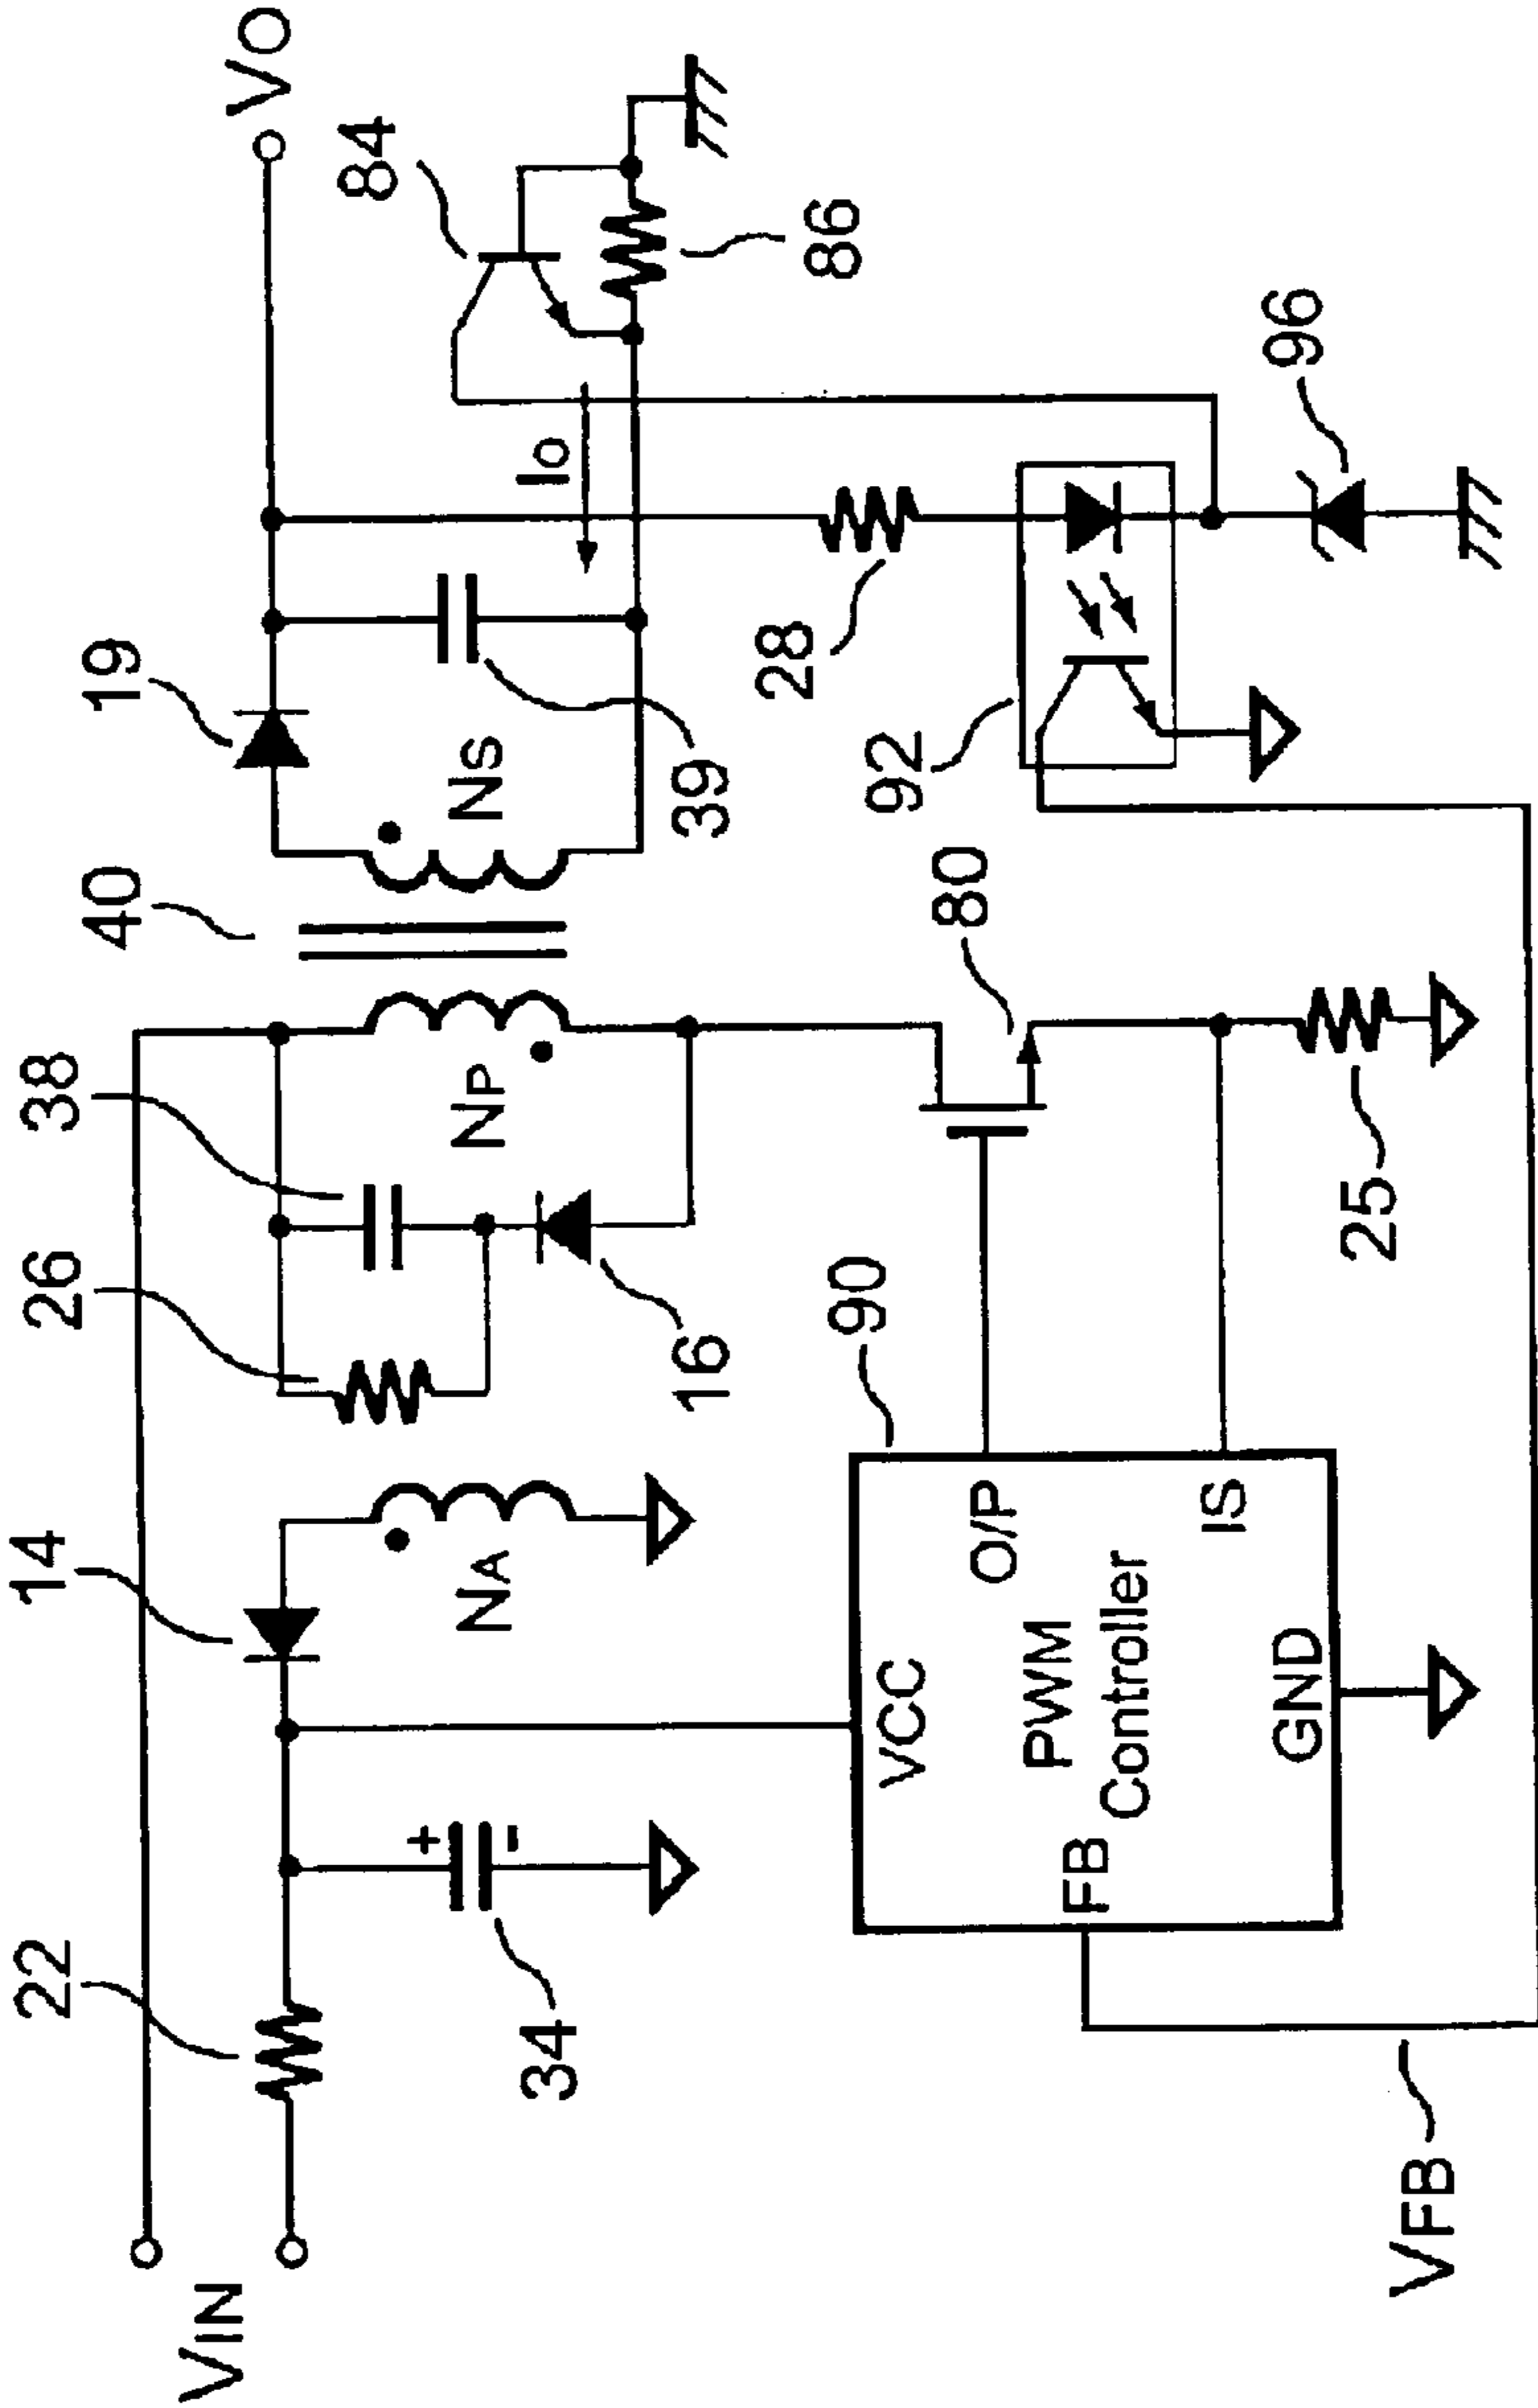 VIN
22
34
14
NA
26
38
16
NP
40
NS
19
39
IO
VO
84
86
28
92
96
80
25
90
VCC
O/P
PWM
Controller
FB
IS
GND
VFB